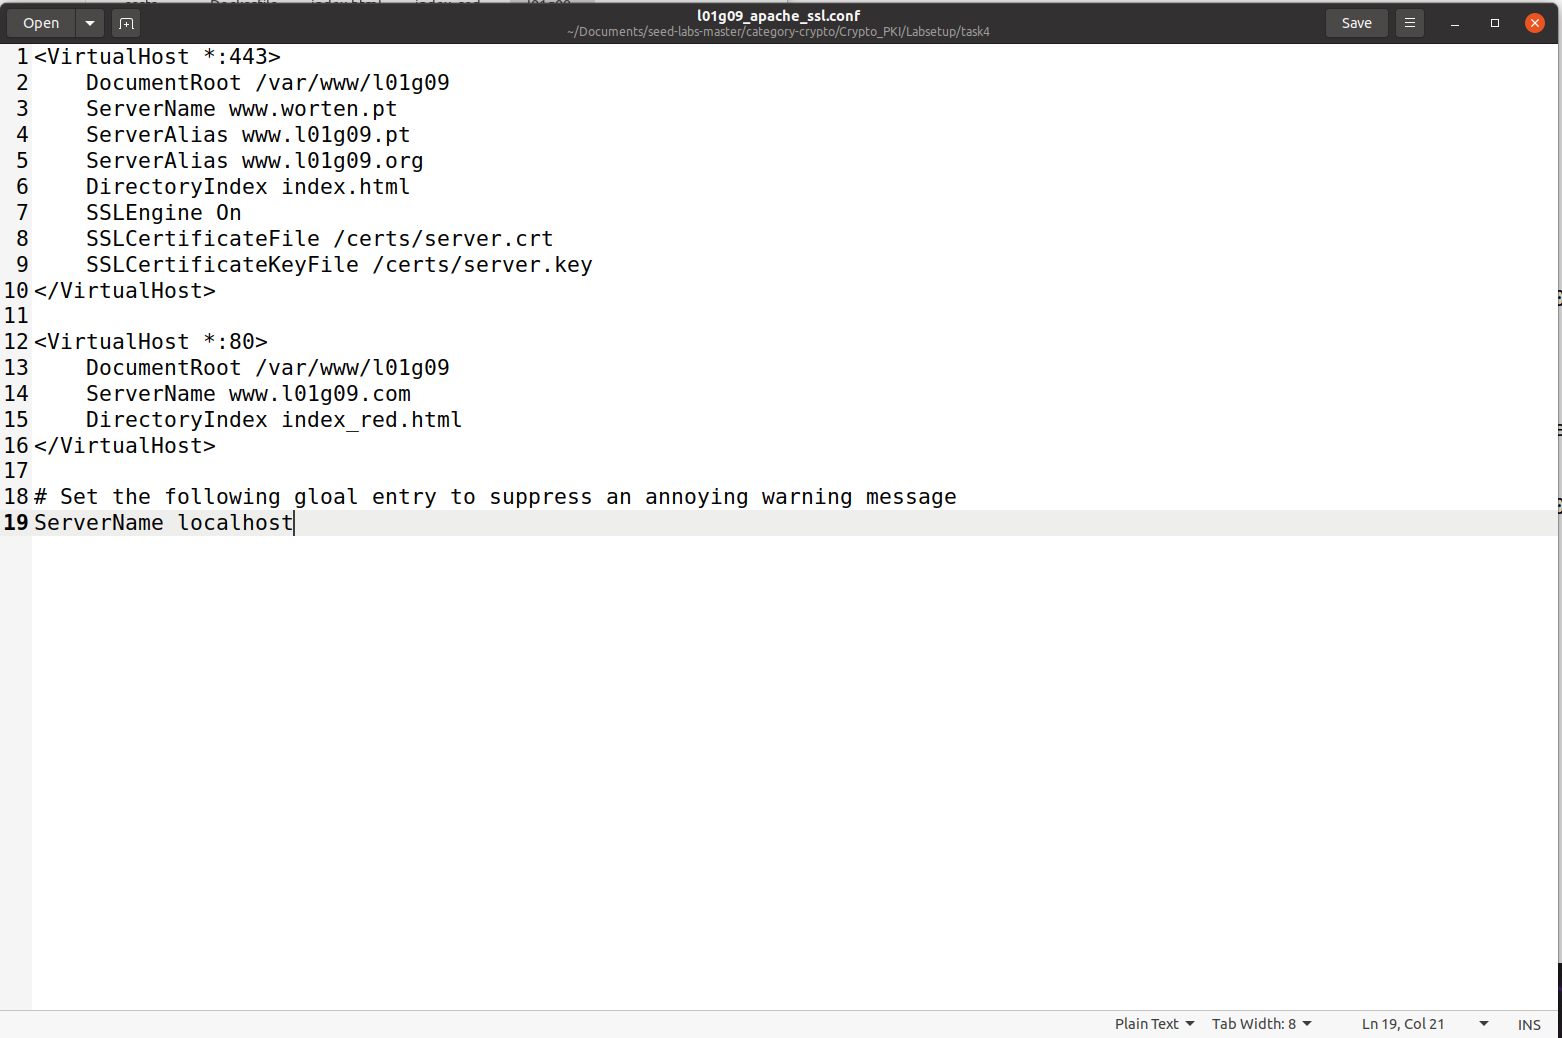 Open
l01g09_apache_ssl.conf
~/Documents/seed-labs-master/category-crypto/Crypto_PKI/Labsetup/task4
Save
1 <VirtualHost *:443>
2     DocumentRoot /var/www/l01g09
3     ServerName www.worten.pt
4     ServerAlias www.l01g09.pt
5     ServerAlias www.l01g09.org
6     DirectoryIndex index.html
7     SSLEngine On
8     SSLCertificateFile /certs/server.crt
9     SSLCertificateKeyFile /certs/server.key
10 </VirtualHost>
11
12 <VirtualHost *:80>
13     DocumentRoot /var/www/l01g09
14     ServerName www.l01g09.com
15     DirectoryIndex index_red.html
16 </VirtualHost>
17
18 # Set the following gloal entry to suppress an annoying warning message
19 ServerName localhost
Plain Text Tab Width: 8 Ln 19, Col 21 INS